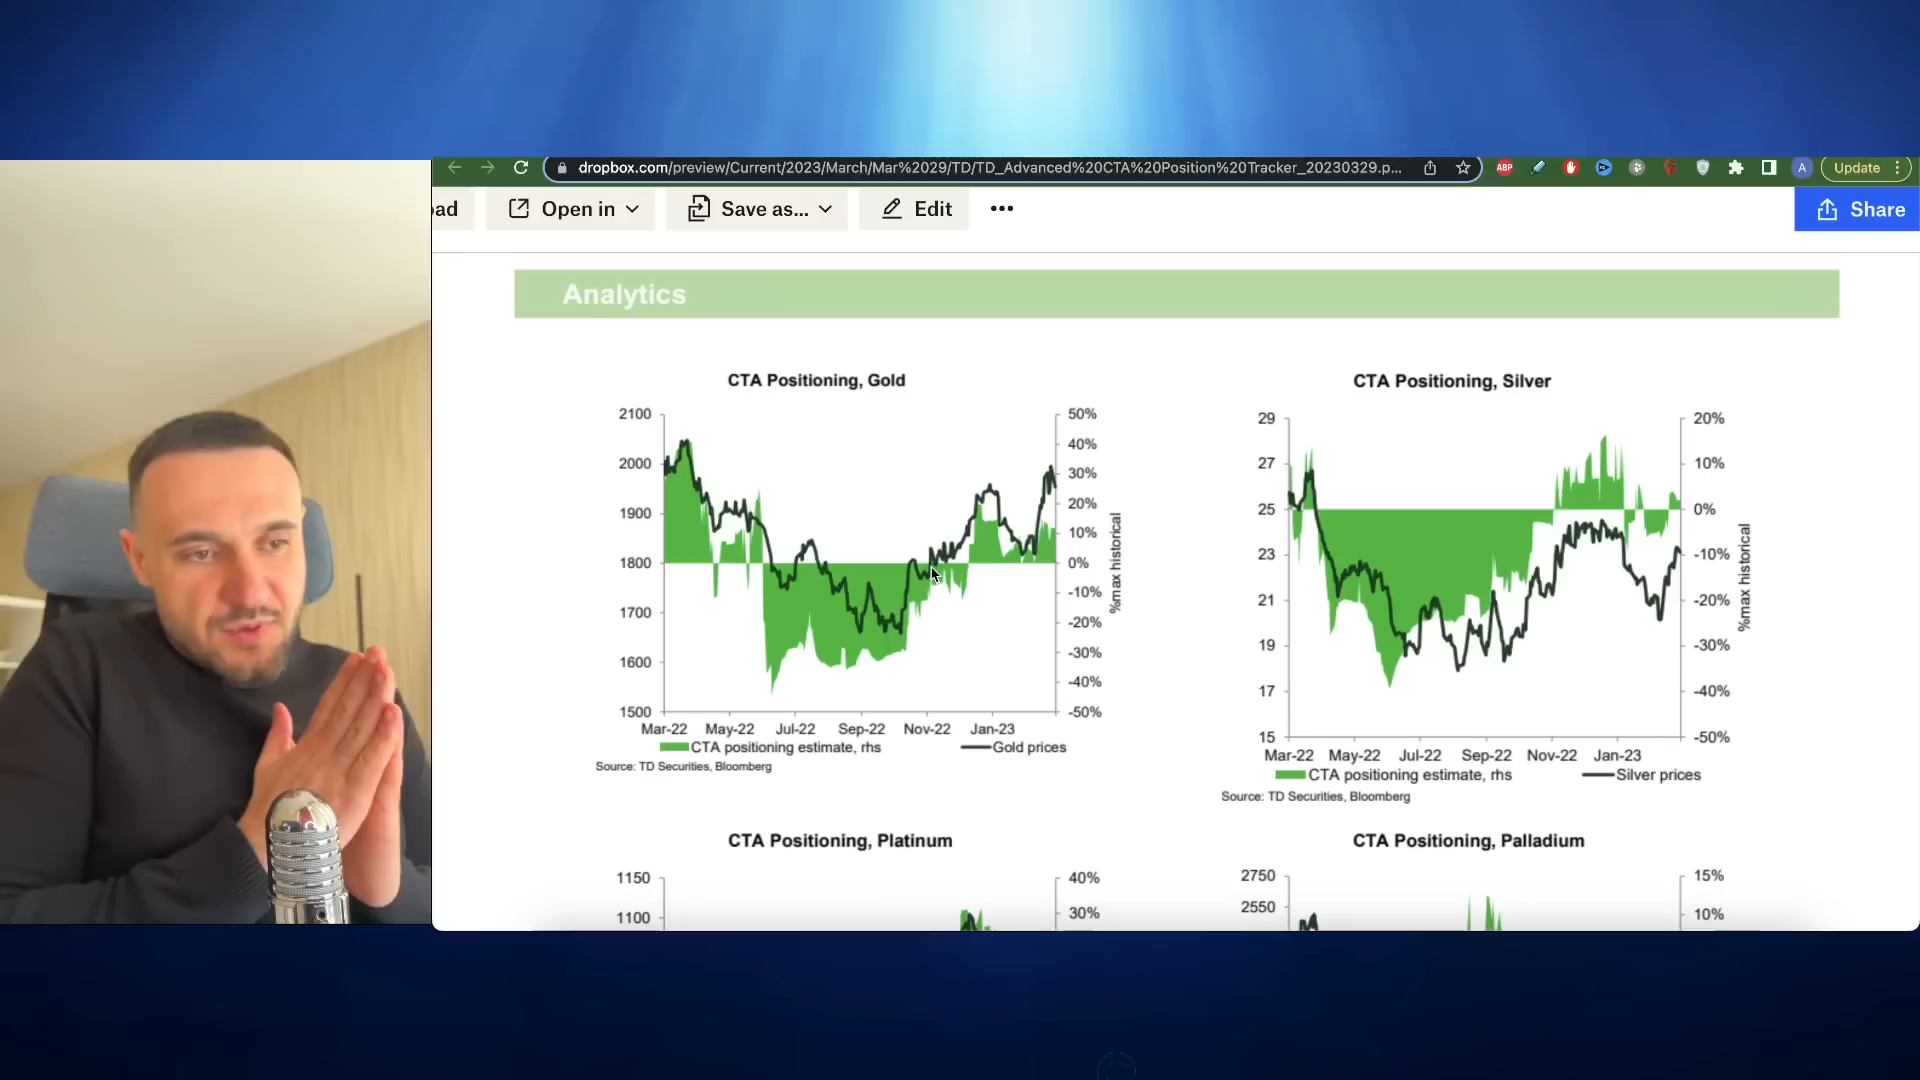 dropbox.com/preview/Current/2023/March/Mar%2029/TD/TD_Advanced%20CTA%20Position%20Tracker_20230329.p...
ABP
A
Update
oad
Open in
Save as...
Edit
Share
Analytics
CTA Positioning, Gold
2100
2000
1900
1800
1700
1600
1500
50%
40%
30%
20%
10%
0%
-10%
-20%
-30%
-40%
-50%
%max historical
Mar-22 May-22 Jul-22 Sep-22 Nov-22 Jan-23
CTA positioning estimate, rhs Gold prices
Source: TD Securities, Bloomberg
CTA Positioning, Silver
29
27
25
23
21
19
17
15
20%
10%
0%
-10%
-20%
-30%
-40%
-50%
%max historical
Mar-22 May-22 Jul-22 Sep-22 Nov-22 Jan-23
CTA positioning estimate, rhs Silver prices
Source: TD Securities, Bloomberg
CTA Positioning, Platinum
1150
1100
40%
30%
CTA Positioning, Palladium
2750
2550
15%
10%